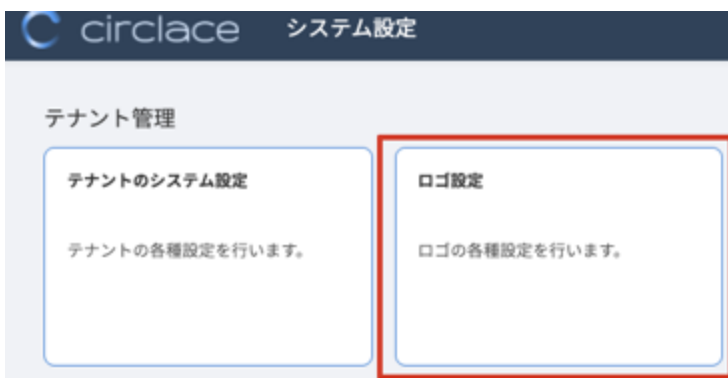 circlace システム設定
テナント管理
テナントのシステム設定
テナントの各種設定を行います。
ロゴ設定
ロゴの各種設定を行います。